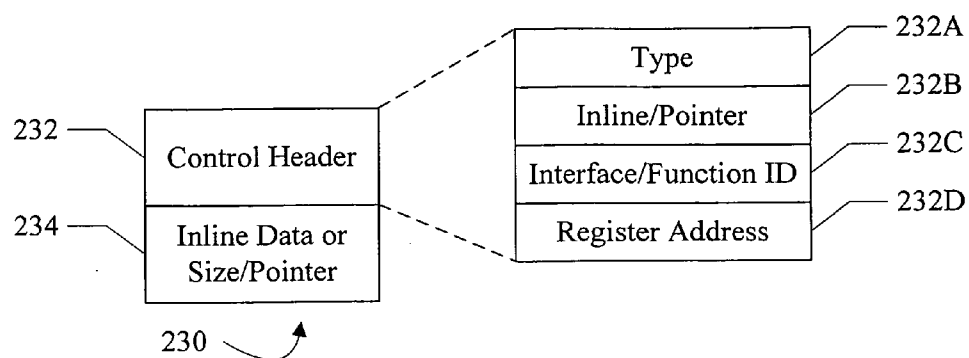 232
Control Header
234
Inline Data or
Size/Pointer
230
Type
232A
Inline/Pointer
232B
Interface/Function ID
232C
Register Address
232D